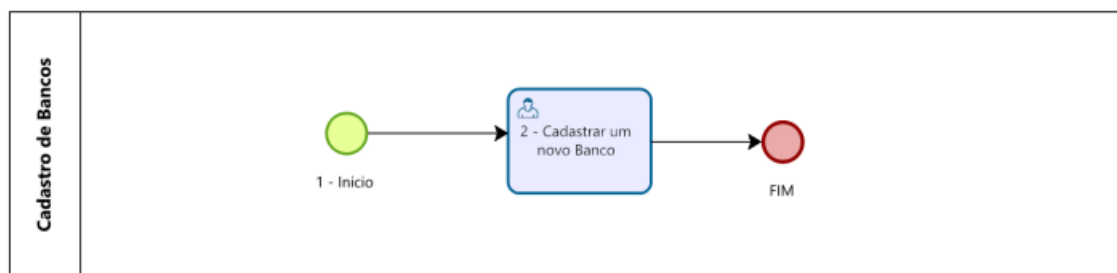 Cadastro de Bancos
1 - Inicio
2 - Cadastrar um
novo Banco
FIM